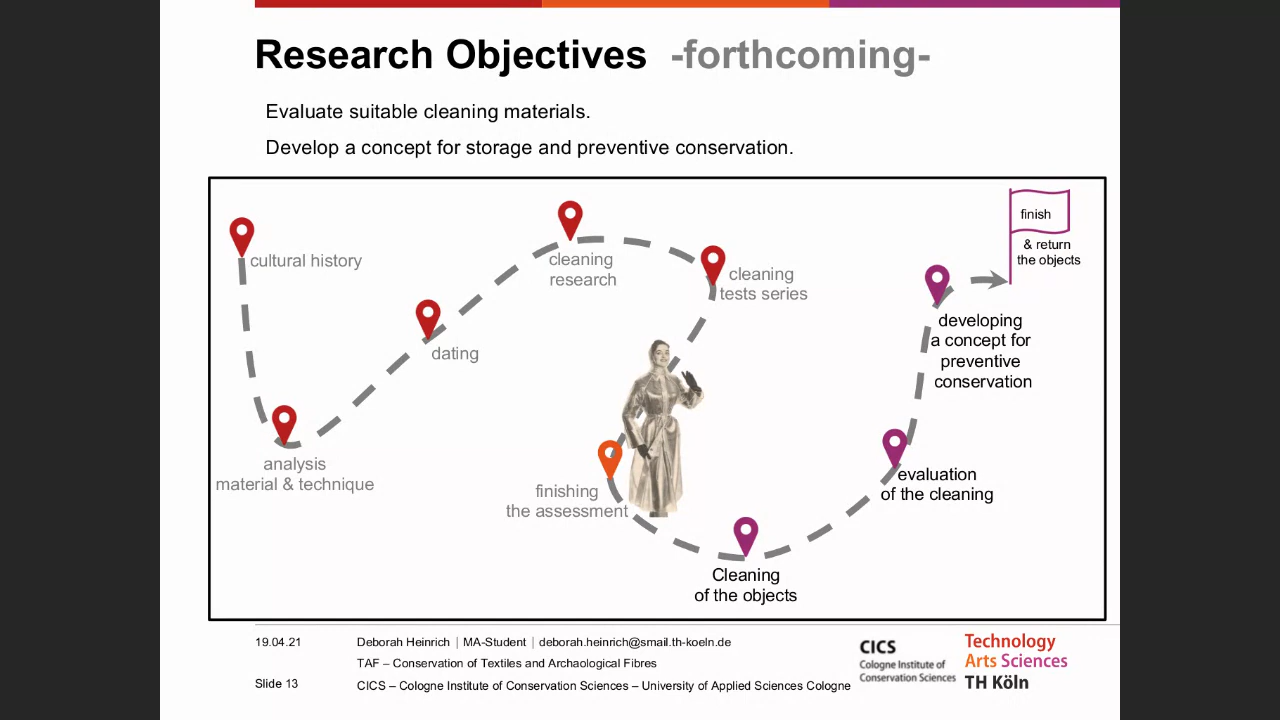 Research Objectives -forthcoming-
Evaluate suitable cleaning materials.
Develop a concept for storage and preventive conservation.
cultural history
analysis
material & technique
dating
cleaning
research
cleaning
tests series
finishing
the assessment
Cleaning
of the objects
evaluation
of the cleaning
developing
a concept for
preventive
conservation
finish
& return
the objects
19.04.21
Deborah Heinrich | MA-Student | deborah.heinrich@smail.th-koeln.de
TAF – Conservation of Textiles and Archaological Fibres
Slide 13
CICS – Cologne Institute of Conservation Sciences – University of Applied Sciences Cologne
CICS
Cologne Institute of
Conservation Sciences
Technology
Arts Sciences
TH Köln